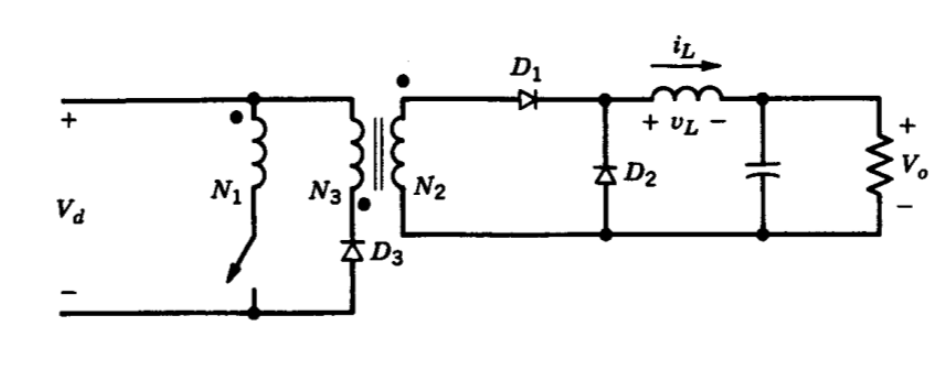 i_L
D_1
+ v_L −
+
+
N_1
N_3
N_2
D_2
V_o
V_d
−
D_3
−